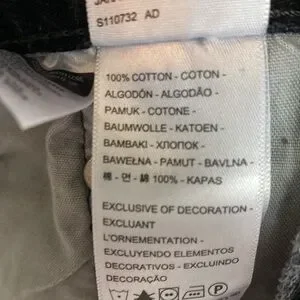 S110732 AD
100% COTTON - COTON -
ALGODÓN - ALGODÃO -
PAMUK - COTONE -
BAUMWOLLE - KATOEN -
BAMBAKI - ХЛОПОК -
BAWEŁNA - PAMUT - BAVLNA -
棉 - 면 - 綿 100% - KAPAS
EXCLUSIVE OF DECORATION -
EXCLUANT
L'ORNEMENTATION -
EXCLUYENDO ELEMENTOS
DECORATIVOS - EXCLUINDO
DECORAÇÃO